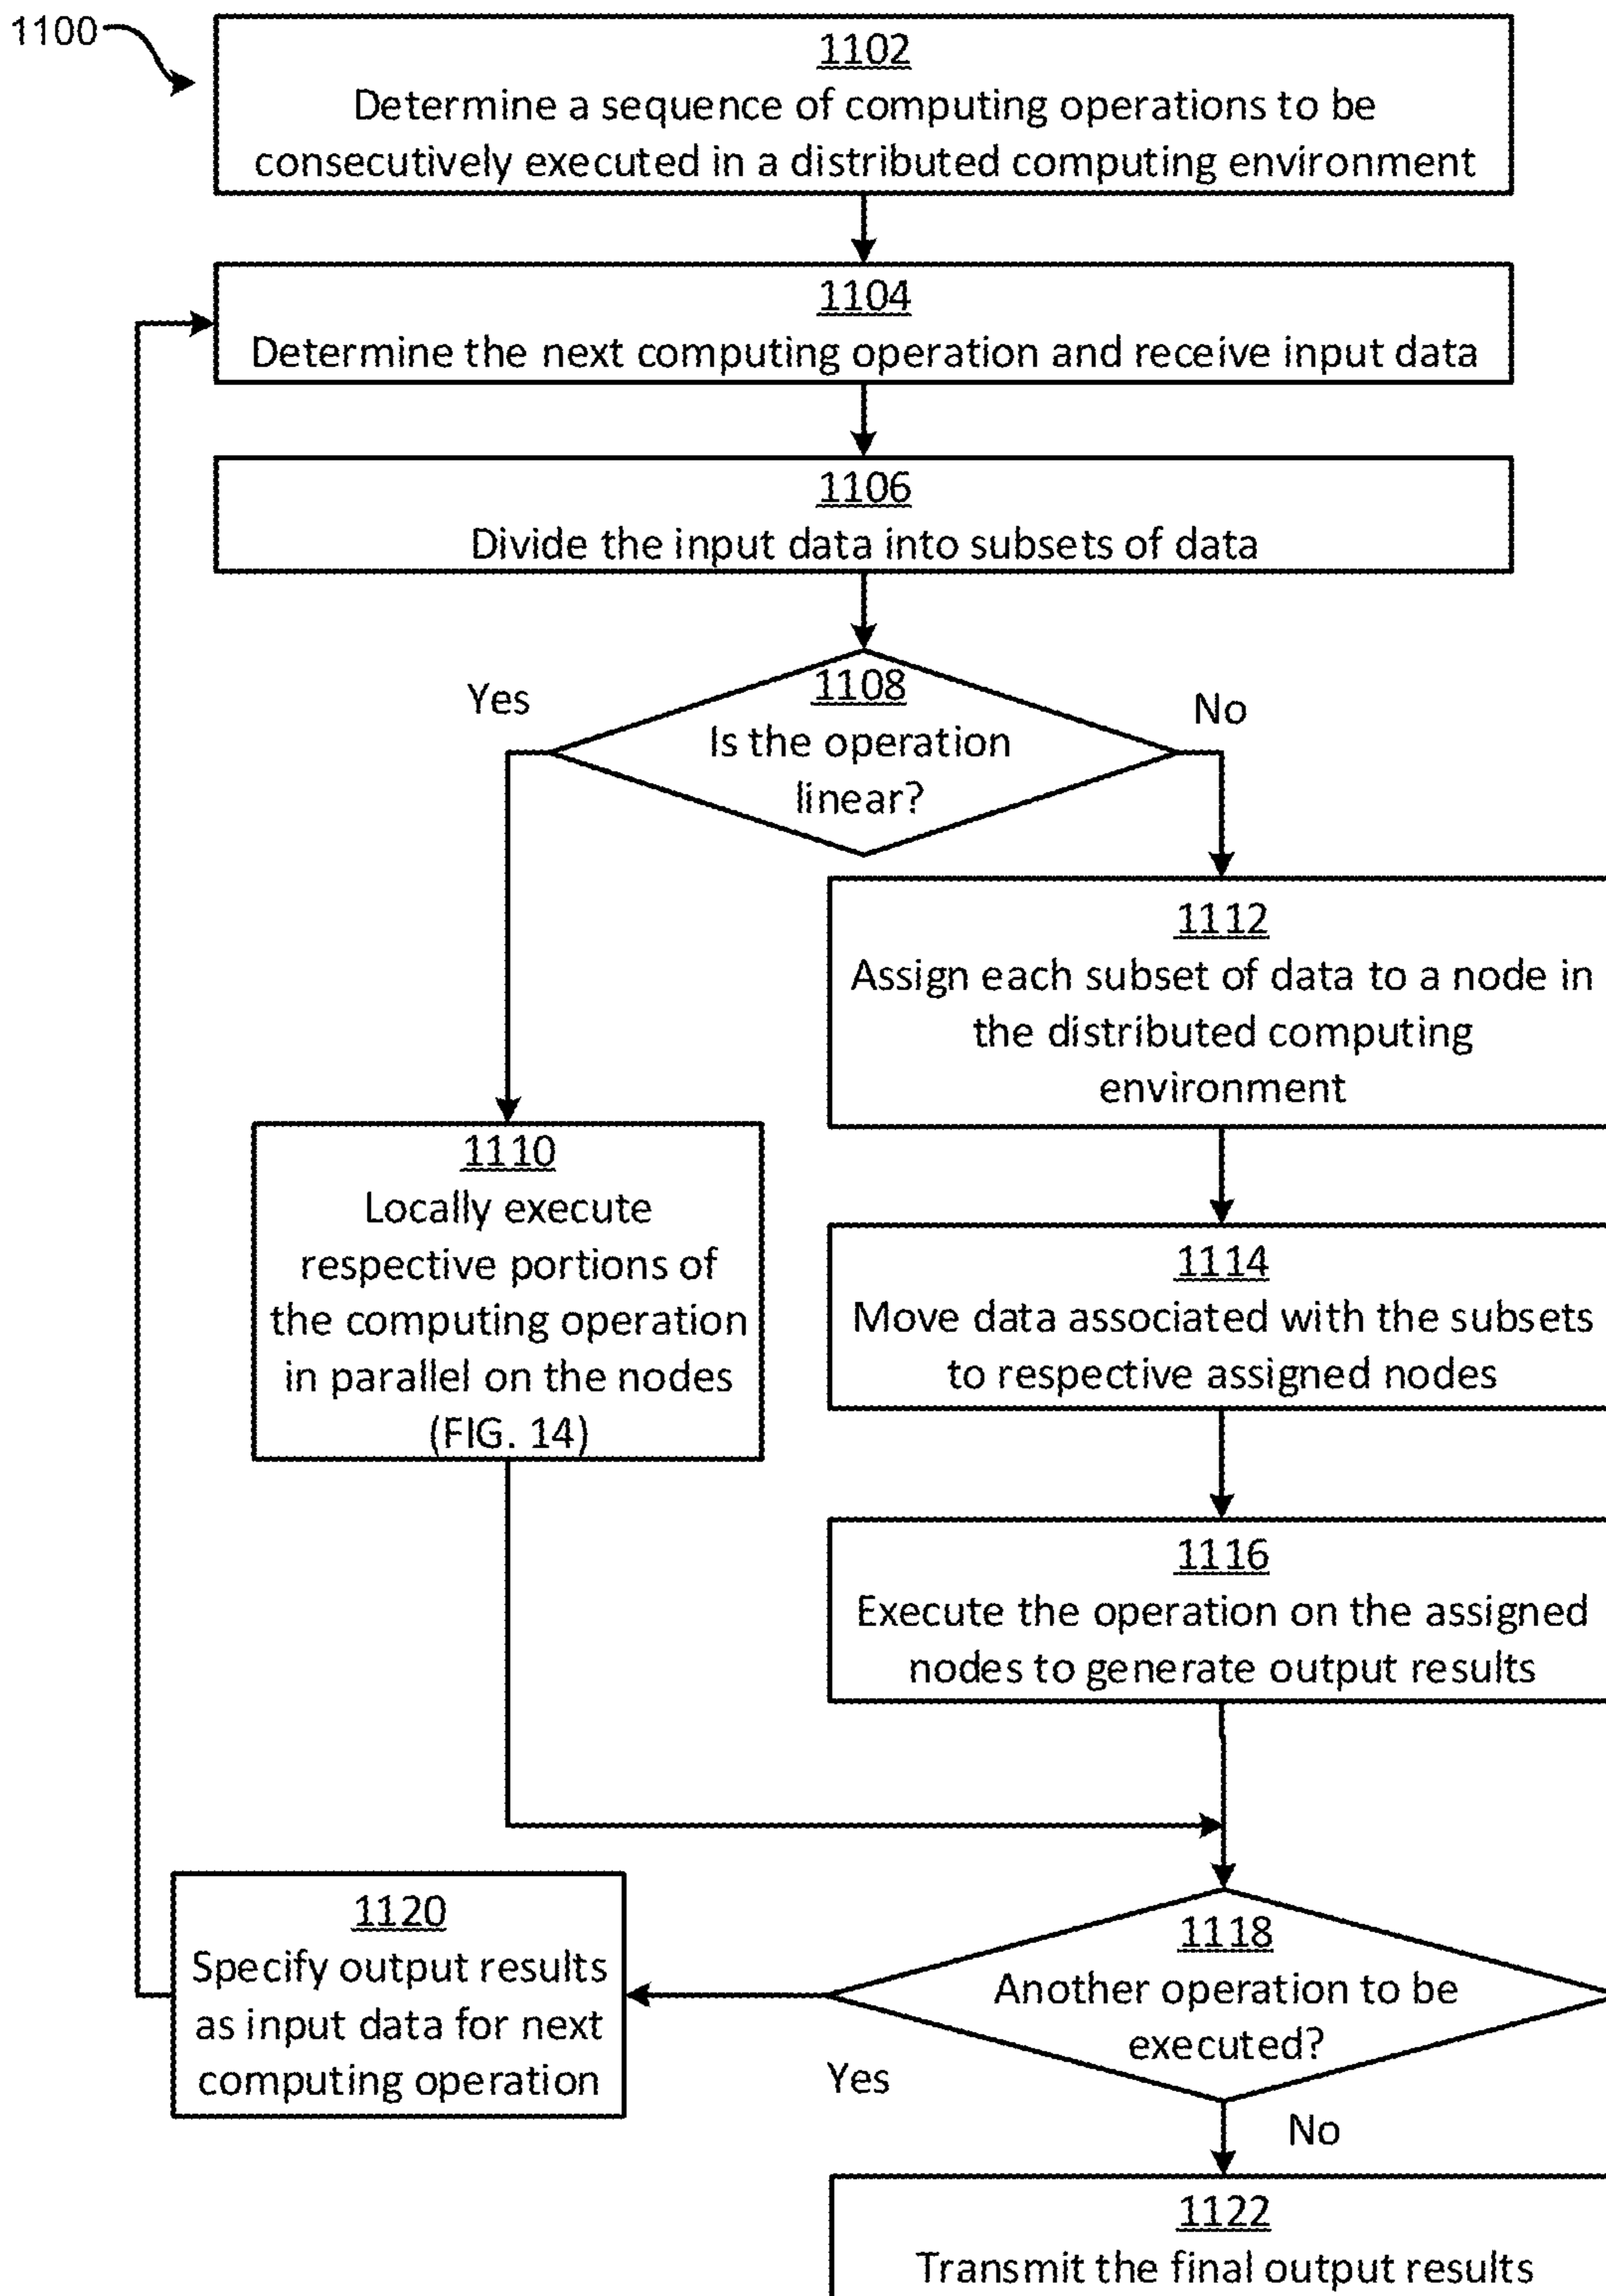 1100
1102
Determine a sequence of computing operations to be
consecutively executed in a distributed computing environment
1104
Determine the next computing operation and receive input data
1106
Divide the input data into subsets of data
1108
Is the operation
linear?
Yes
No
1110
Locally execute
respective portions of
the computing operation
in parallel on the nodes
(FIG. 14)
1112
Assign each subset of data to a node in
the distributed computing
environment
1114
Move data associated with the subsets
to respective assigned nodes
1116
Execute the operation on the assigned
nodes to generate output results
1118
Another operation to be
executed?
Yes
No
1120
Specify output results
as input data for next
computing operation
1122
Transmit the final output results